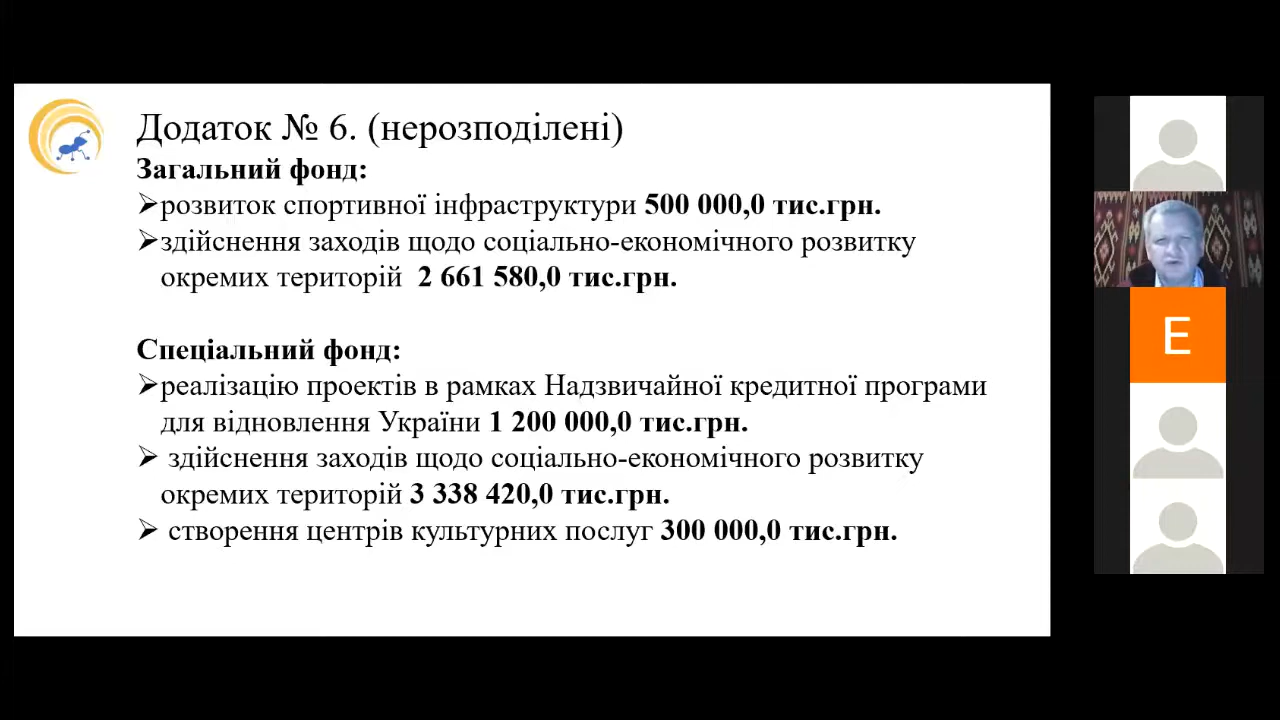 Додаток № 6. (нерозподілені)
Загальний фонд:
➢розвиток спортивної інфраструктури 500 000,0 тис.грн.
➢здійснення заходів щодо соціально-економічного розвитку
окремих територій 2 661 580,0 тис.грн.
Спеціальний фонд:
➢реалізацію проектів в рамках Надзвичайної кредитної програми
для відновлення України 1 200 000,0 тис.грн.
➢ здійснення заходів щодо соціально-економічного розвитку
окремих територій 3 338 420,0 тис.грн.
➢ створення центрів культурних послуг 300 000,0 тис.грн.
E